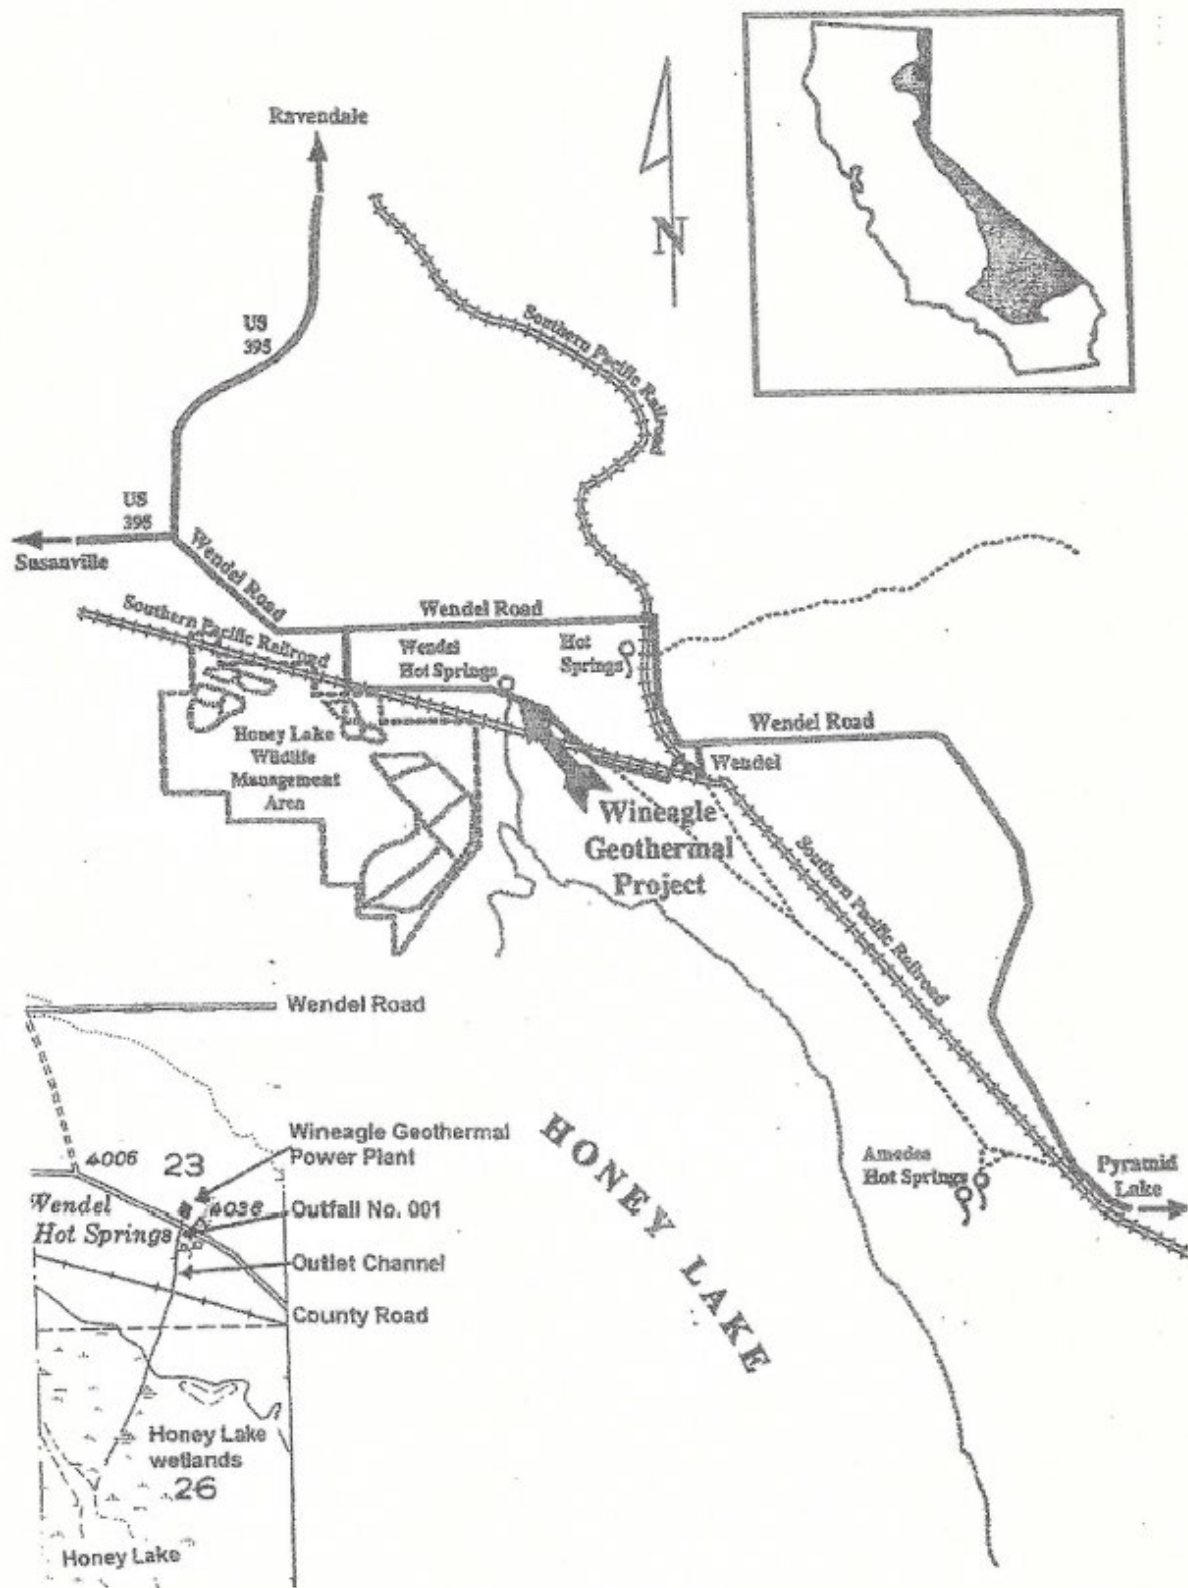 Ravendale
N
US
395
Southern Pacific Railroad
US
395
Susanville
Wendel Road
Southern Pacific Railroad
Wendel Road
Wendel
Hot Springs
Hot
Springs
Wendel Road
Wendel
Honey Lake
Wildlife
Management
Area
Wineagle
Geothermal
Project
Southern Pacific Railroad
Amedee
Hot Springs
Pyramid
Lake
HONEY LAKE
Wendel Road
Wineagle Geothermal
Power Plant
4006
23
4036
Outfall No. 001
Wendel
Hot Springs
Outlet Channel
County Road
Honey Lake
wetlands
26
Honey Lake